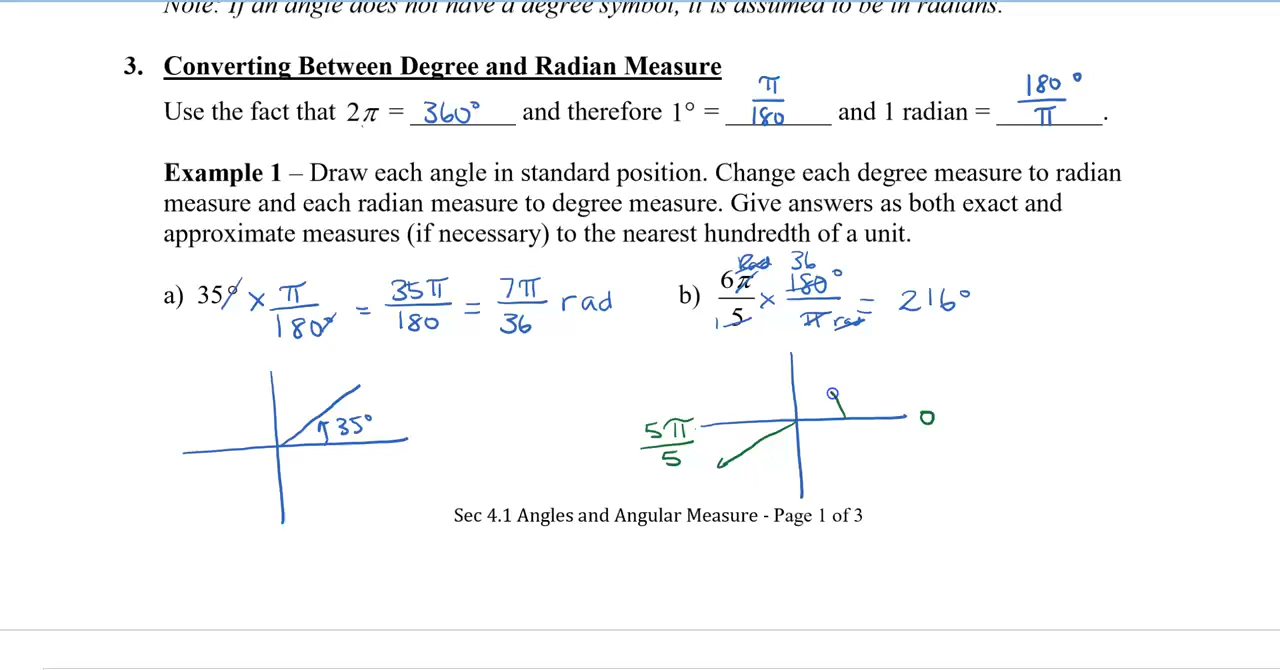 Note: If an angle does not have a degree symbol, it is assumed to be in radians.
3. Converting Between Degree and Radian Measure
Use the fact that 2π = 360° and therefore 1° = π/180 and 1 radian = 180°/π.
Example 1 – Draw each angle in standard position. Change each degree measure to radian
measure and each radian measure to degree measure. Give answers as both exact and
approximate measures (if necessary) to the nearest hundredth of a unit.
a) 35° × π/180° = 35π/180 = 7π/36 rad
b) 6π/5 Rad × 180°/π rad = 216°
36
1
35°
5π/5
0
Sec 4.1 Angles and Angular Measure - Page 1 of 3